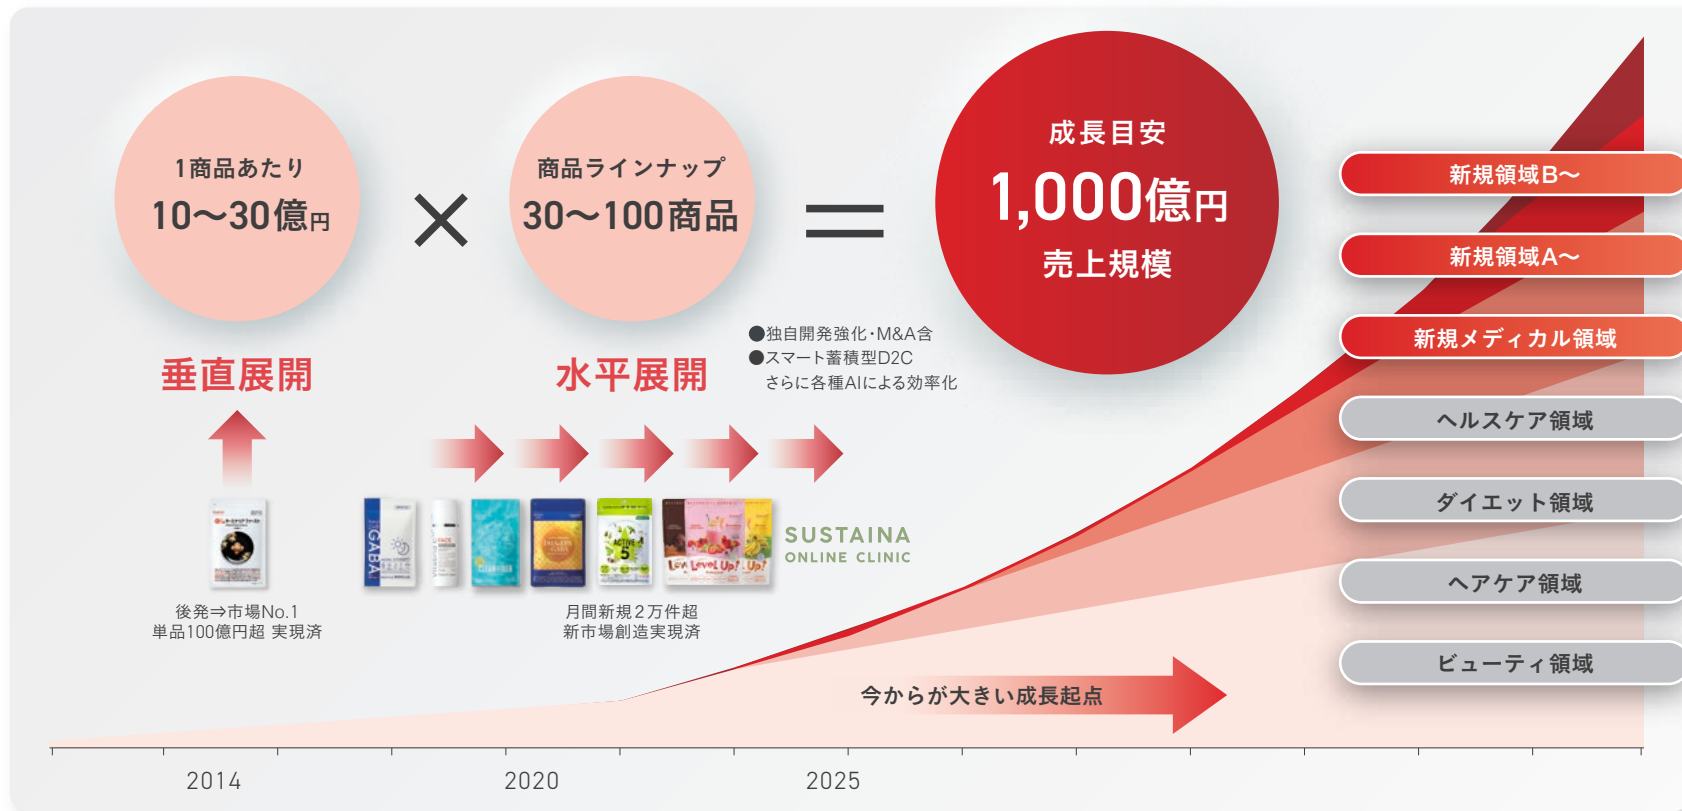 1商品あたり
10〜30億円
×
商品ラインナップ
30〜100商品
=
成長目安
1,000億円
売上規模
垂直展開
水平展開
●独自開発強化・M&A含
●スマート蓄積型D2C
さらに各種AIによる効率化
GABA
FACE
ACTIVE
5
Level Up!
Up!
SUSTAINA
ONLINE CLINIC
後発⇒市場No.1
単品100億円超 実現済
月間新規2万件超
新市場創造実現済
新規領域B〜
新規領域A〜
新規メディカル領域
ヘルスケア領域
ダイエット領域
ヘアケア領域
ビューティ領域
今からが大きい成長起点
2014
2020
2025